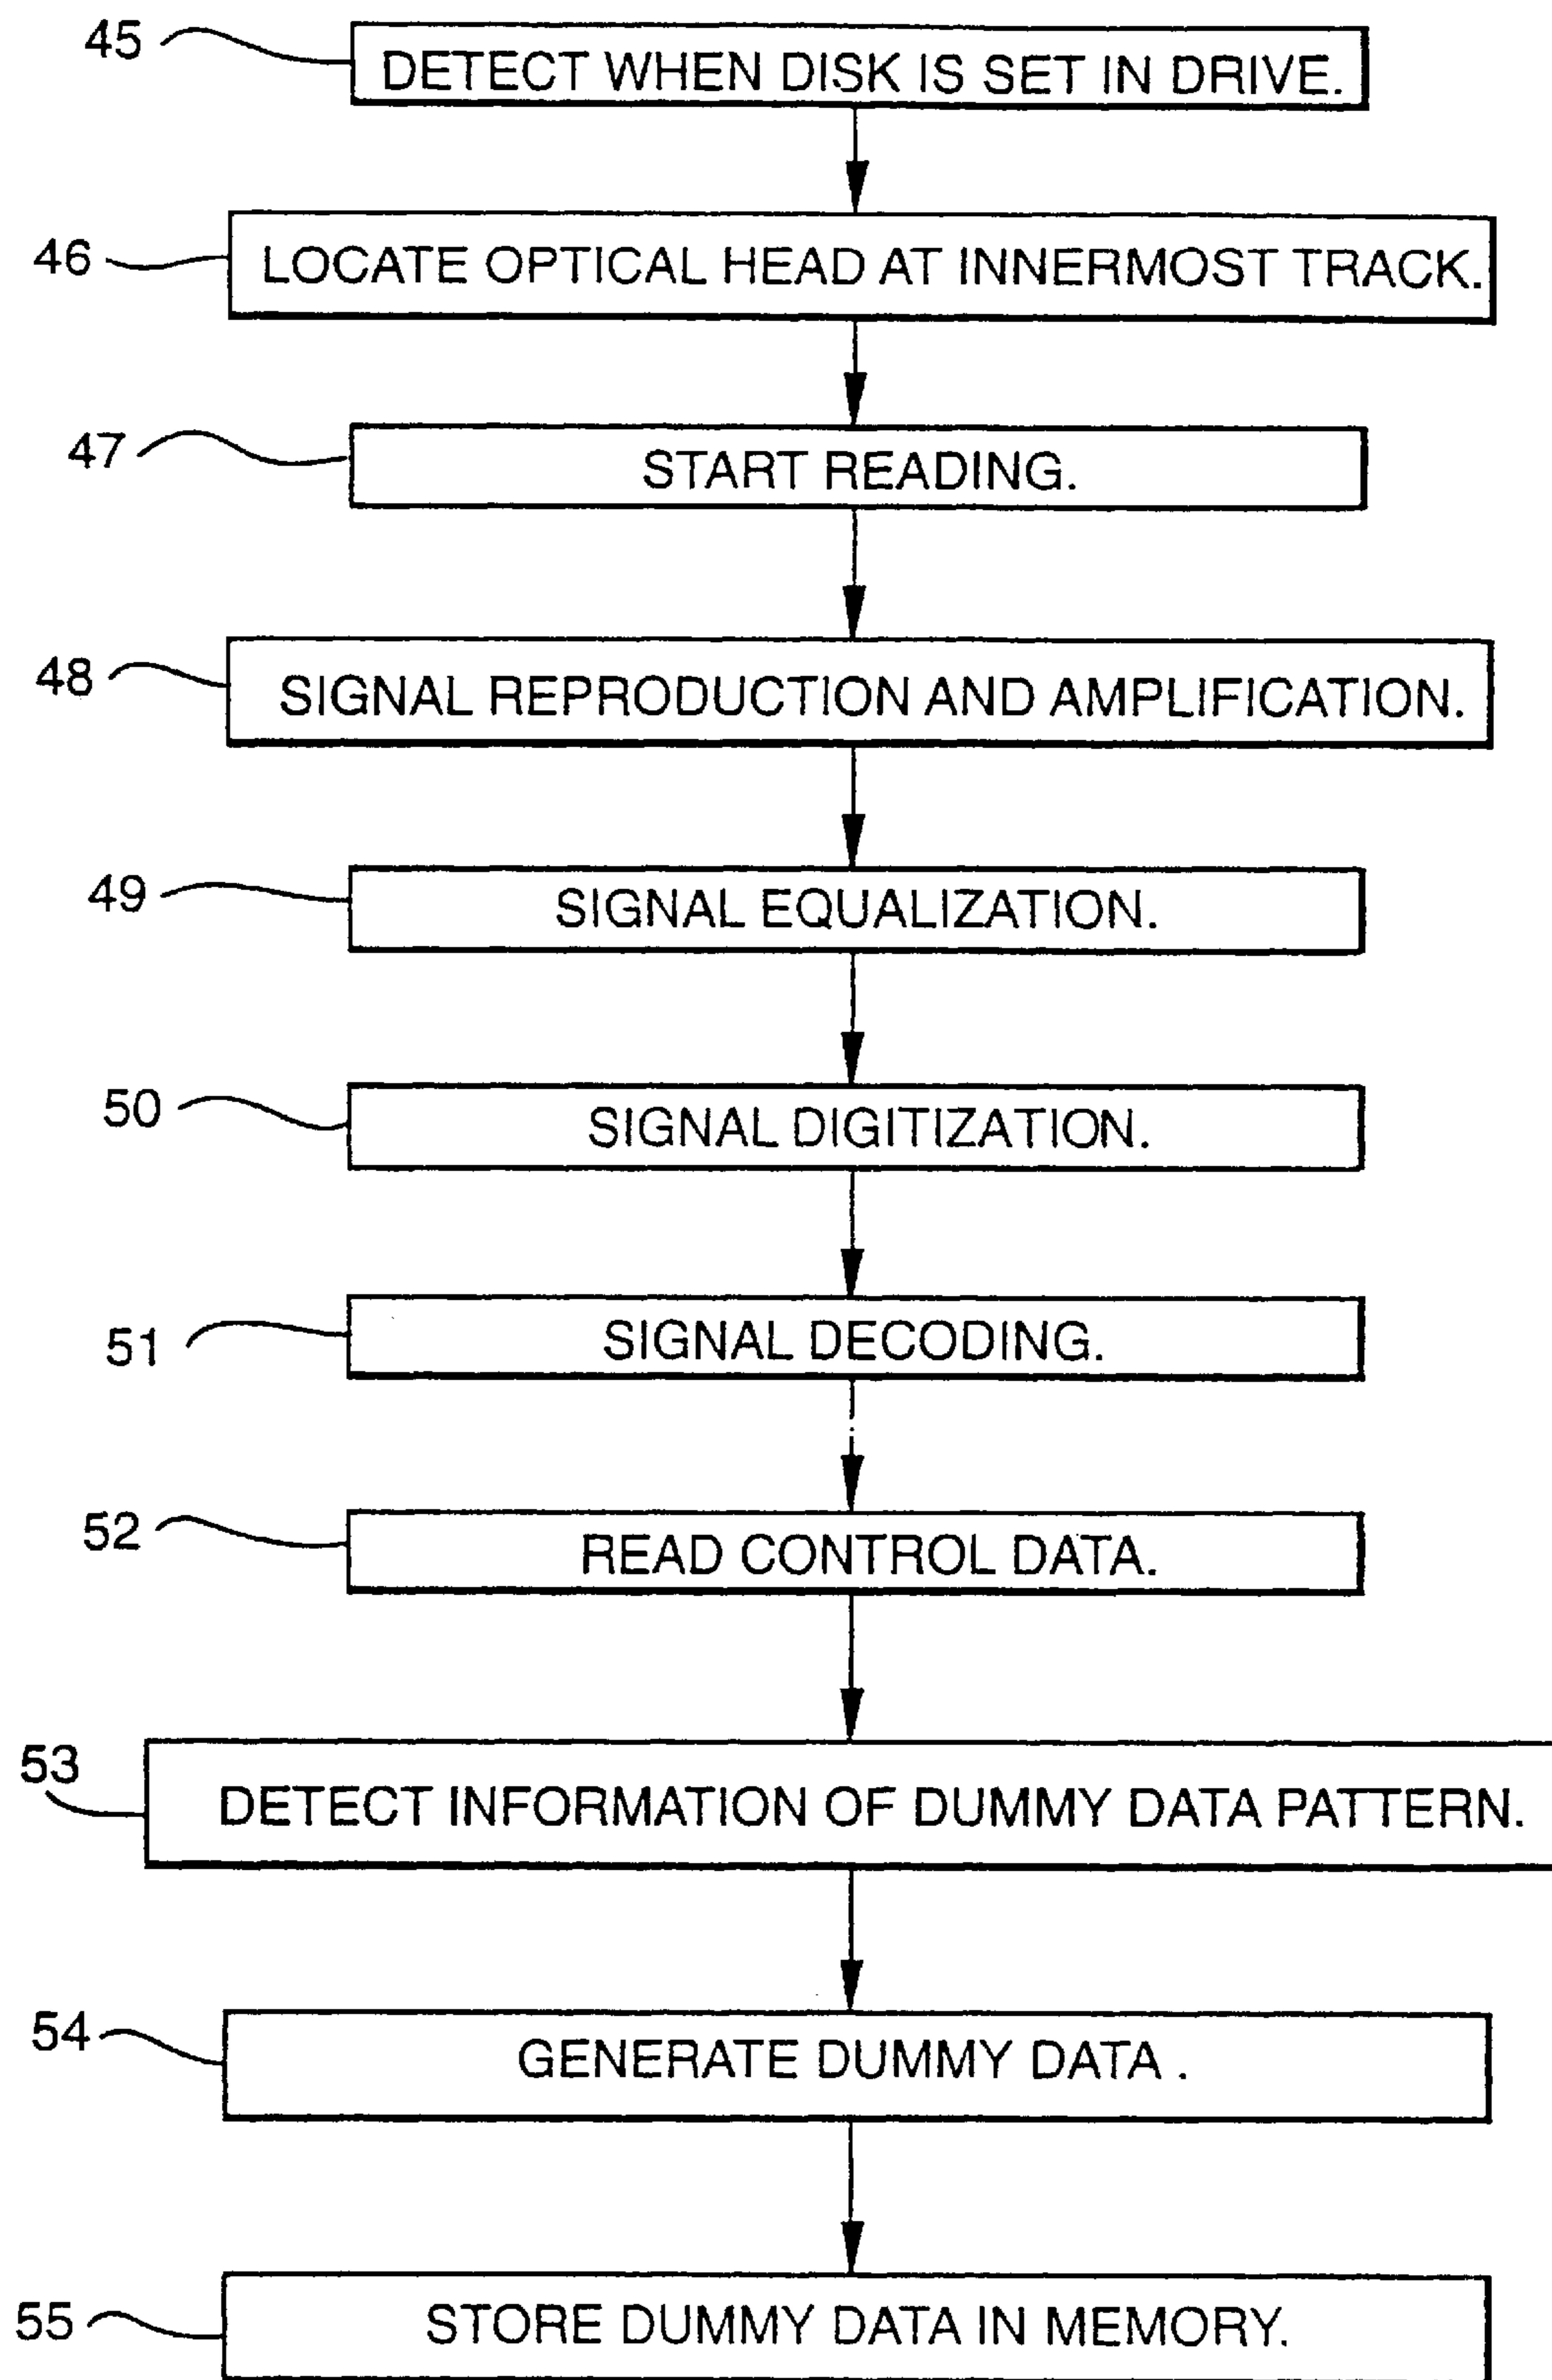 45 DETECT WHEN DISK IS SET IN DRIVE.
46 LOCATE OPTICAL HEAD AT INNERMOST TRACK.
47 START READING.
48 SIGNAL REPRODUCTION AND AMPLIFICATION.
49 SIGNAL EQUALIZATION.
50 SIGNAL DIGITIZATION.
51 SIGNAL DECODING.
52 READ CONTROL DATA.
53 DETECT INFORMATION OF DUMMY DATA PATTERN.
54 GENERATE DUMMY DATA .
55 STORE DUMMY DATA IN MEMORY.